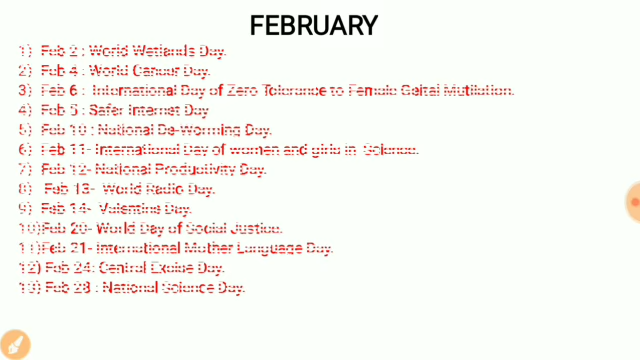 FEBRUARY
1) Feb 2 : World Wetlands Day.
2) Feb 4 : World Cancer Day.
3) Feb 6 : International Day of Zero Tolerance to Female Geital Mutilation.
4) Feb 5 : Safer Internet Day
5) Feb 10 : National De-Worming Day.
6) Feb 11- International Day of women and girls in Science.
7) Feb 12- National Productivity Day.
8) Feb 13- World Radio Day.
9) Feb 14- Valentine Day.
10)Feb 20- World Day of Social Justice.
11)Feb 21- International Mother Language Day.
12) Feb 24: Central Excise Day.
13) Feb 28 : National Science Day.